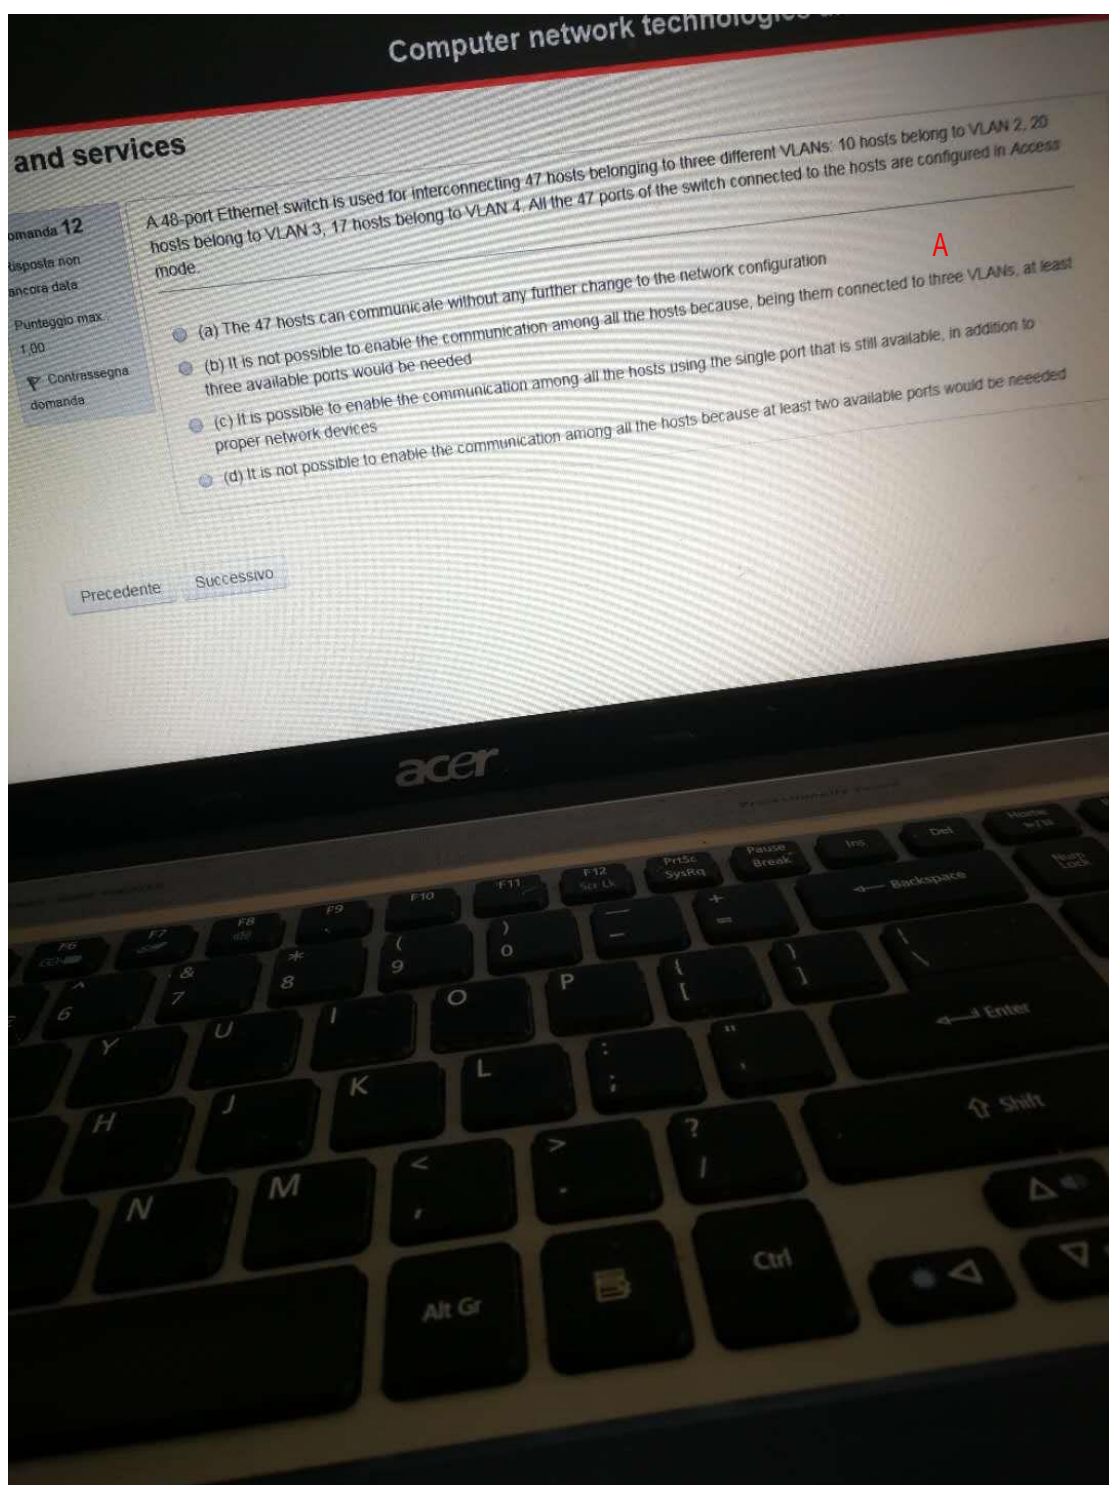 Computer network technologies
and services
omanda 12
Risposta non
ancora data
Punteggio max.:
1,00
Contrassegna
domanda
A 48-port Ethernet switch is used for interconnecting 47 hosts belonging to three different VLANs: 10 hosts belong to VLAN 2, 20
hosts belong to VLAN 3, 17 hosts belong to VLAN 4. All the 47 ports of the switch connected to the hosts are configured in Access
mode.
A
(a) The 47 hosts can communicate without any further change to the network configuration
(b) It is not possible to enable the communication among all the hosts because, being them connected to three VLANs, at least
three available ports would be needed
(c) It is possible to enable the communication among all the hosts using the single port that is still available, in addition to
proper network devices
(d) It is not possible to enable the communication among all the hosts because at least two available ports would be neeeded
Precedente Successivo
acer
F6 F7 F8 F9 F10 F11 F12 Scr Lk PrtSc SysRq Pause Break Ins Del Home
^ 6 & 7 * 8 ( 9 ) 0 — – + = Backspace Num Lock
Y U I O P { [ } ] | \
H J K L : ; " ' Enter
N M < , > . ? / Shift
Alt Gr Ctrl